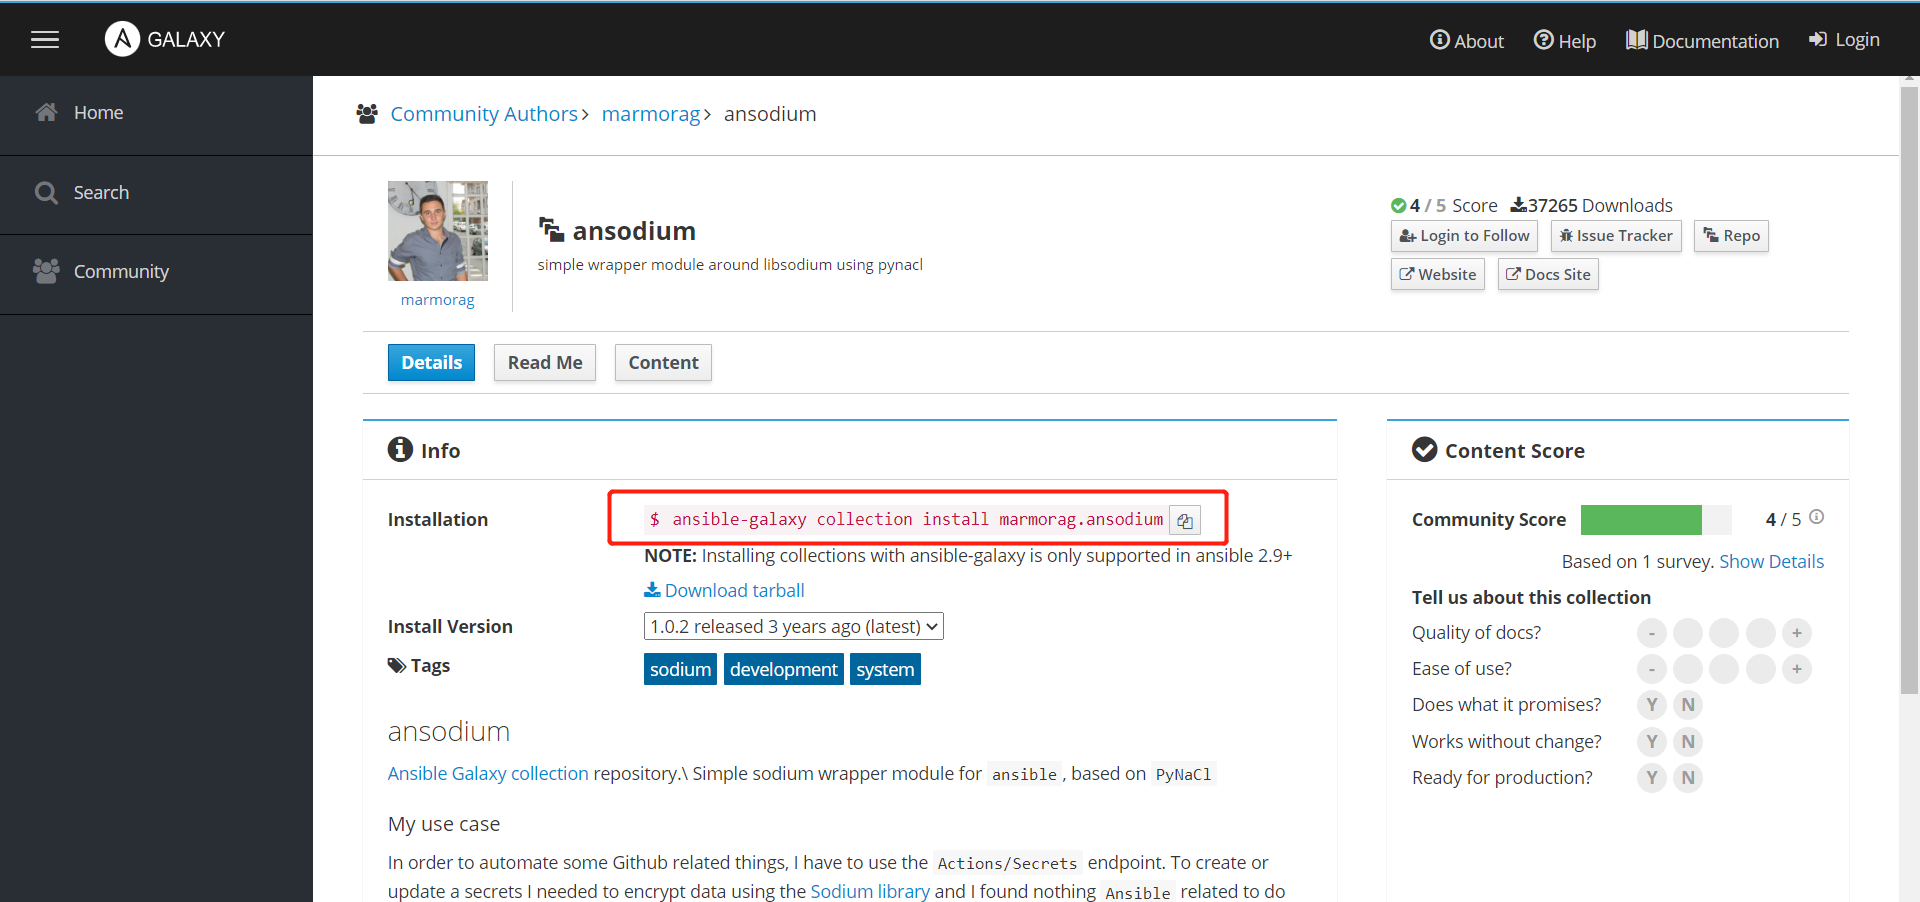 GALAXY
About
Help
Documentation
Login
Home
Search
Community
Community Authors
marmorag
ansodium
marmorag
ansodium
simple wrapper module around libsodium using pynacl
4 / 5 Score 37265 Downloads
Login to Follow
Issue Tracker
Repo
Website
Docs Site
Details
Read Me
Content
Info
Installation
$ ansible-galaxy collection install marmorag.ansodium
NOTE: Installing collections with ansible-galaxy is only supported in ansible 2.9+
Download tarball
Install Version
1.0.2 released 3 years ago (latest)
Tags
sodium development system
ansodium
Ansible Galaxy collection repository.\ Simple sodium wrapper module for ansible, based on PyNaCl
My use case
In order to automate some Github related things, I have to use the Actions/Secrets endpoint. To create or
update a secrets I needed to encrypt data using the Sodium library and I found nothing Ansible related to do
Content Score
Community Score 4 / 5
Based on 1 survey. Show Details
Tell us about this collection
Quality of docs? - +
Ease of use? - +
Does what it promises? Y N
Works without change? Y N
Ready for production? Y N